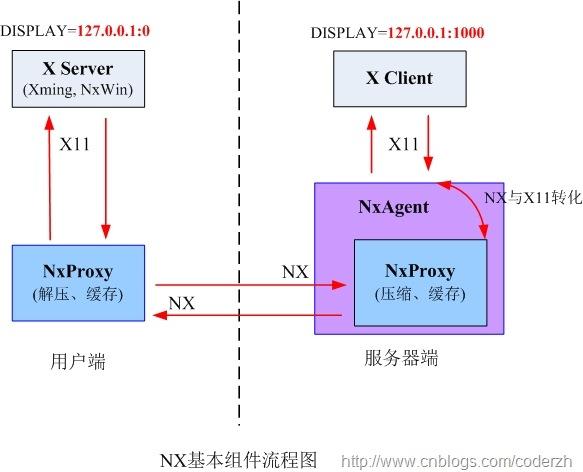 DISPLAY=127.0.0.1:0
X Server
(Xming, NxWin)
X11
NxProxy
(解压、缓存)
用户端
NX
NX
DISPLAY=127.0.0.1:1000
X Client
X11
NX与X11转化
NxAgent
NxProxy
(压缩、缓存)
服务器端
NX基本组件流程图
http://www.cnblogs.com/coderzh